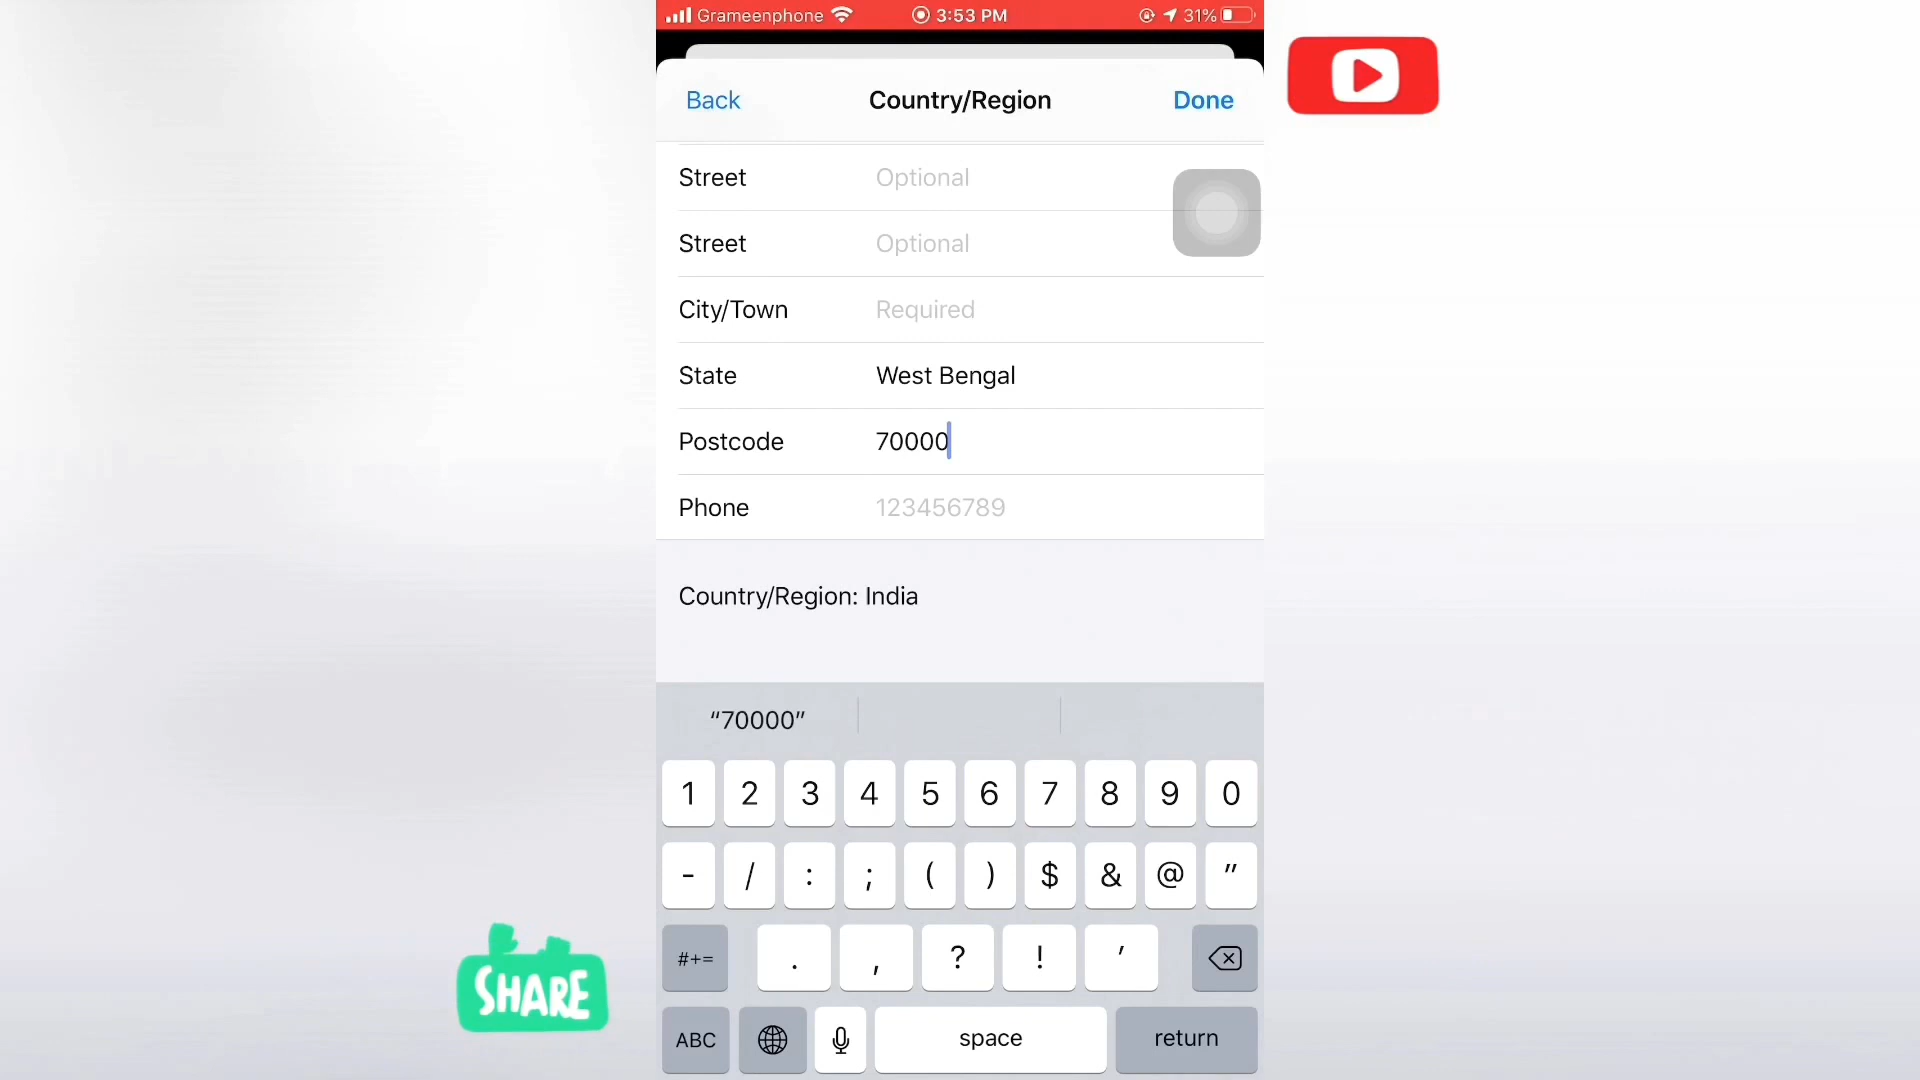 Grameenphone 3:53 PM 31%
Back Country/Region Done
Street Optional
Street Optional
City/Town Required
State West Bengal
Postcode 70000
Phone 123456789
Country/Region: India
“70000”
1 2 3 4 5 6 7 8 9 0
- / : ; ( ) $ & @ "
#+= . , ? ! '
ABC space return
SHARE